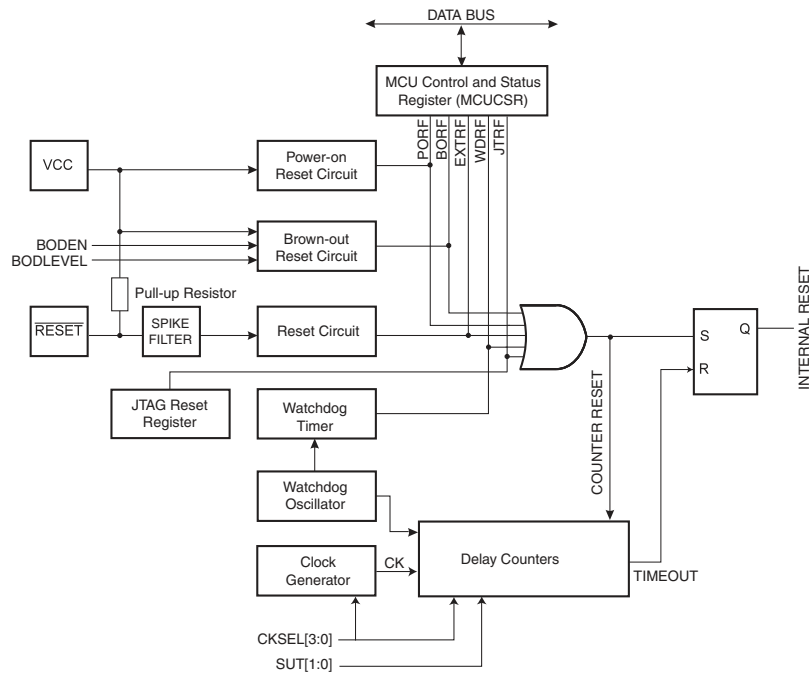 DATA BUS
MCU Control and Status
Register (MCUCSR)
PORF
BORF
EXTRF
WDRF
JTRF
VCC
Power-on
Reset Circuit
BODEN
BODLEVEL
Brown-out
Reset Circuit
Pull-up Resistor
RESET
SPIKE
FILTER
Reset Circuit
JTAG Reset
Register
Watchdog
Timer
Watchdog
Oscillator
Clock
Generator
CK
Delay Counters
COUNTER RESET
TIMEOUT
S
R
Q
INTERNAL RESET
CKSEL[3:0]
SUT[1:0]